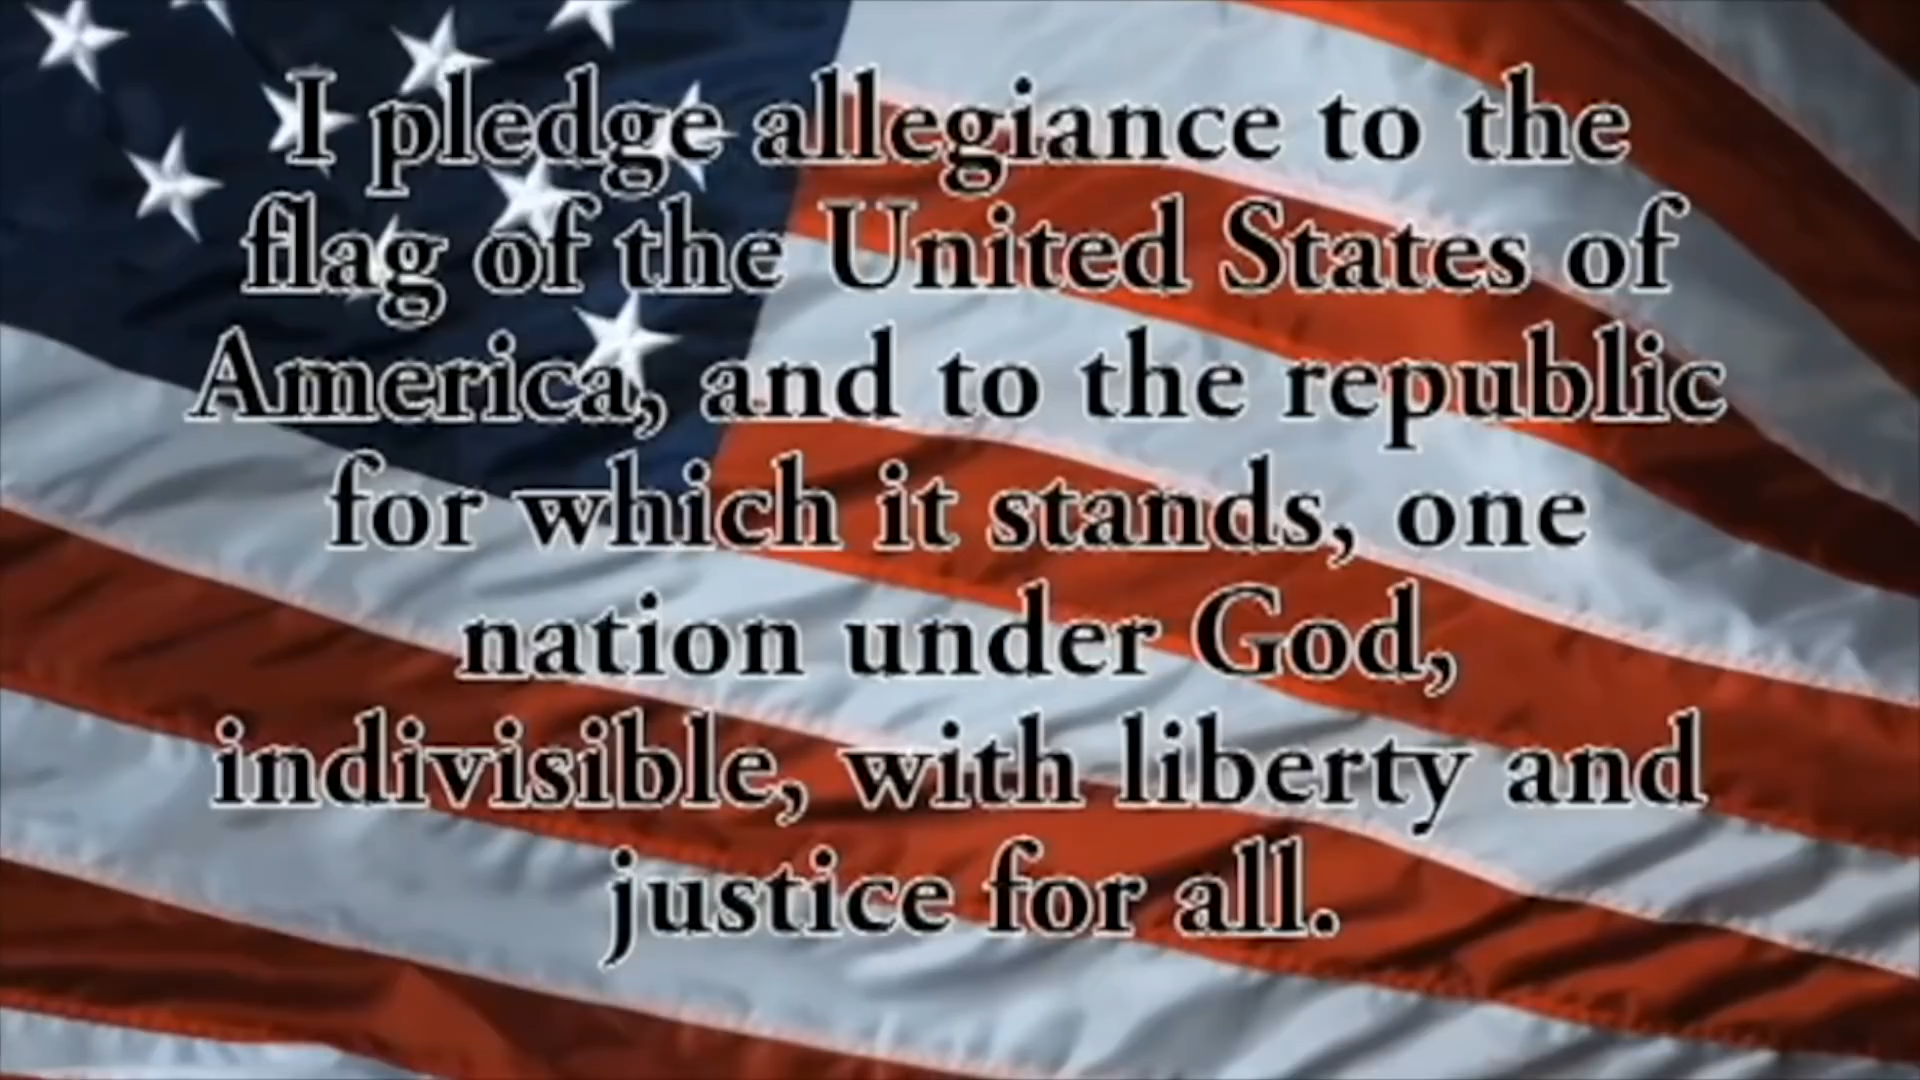 I pledge allegiance to the
flag of the United States of
America, and to the republic
for which it stands, one
nation under God,
indivisible, with liberty and
justice for all.